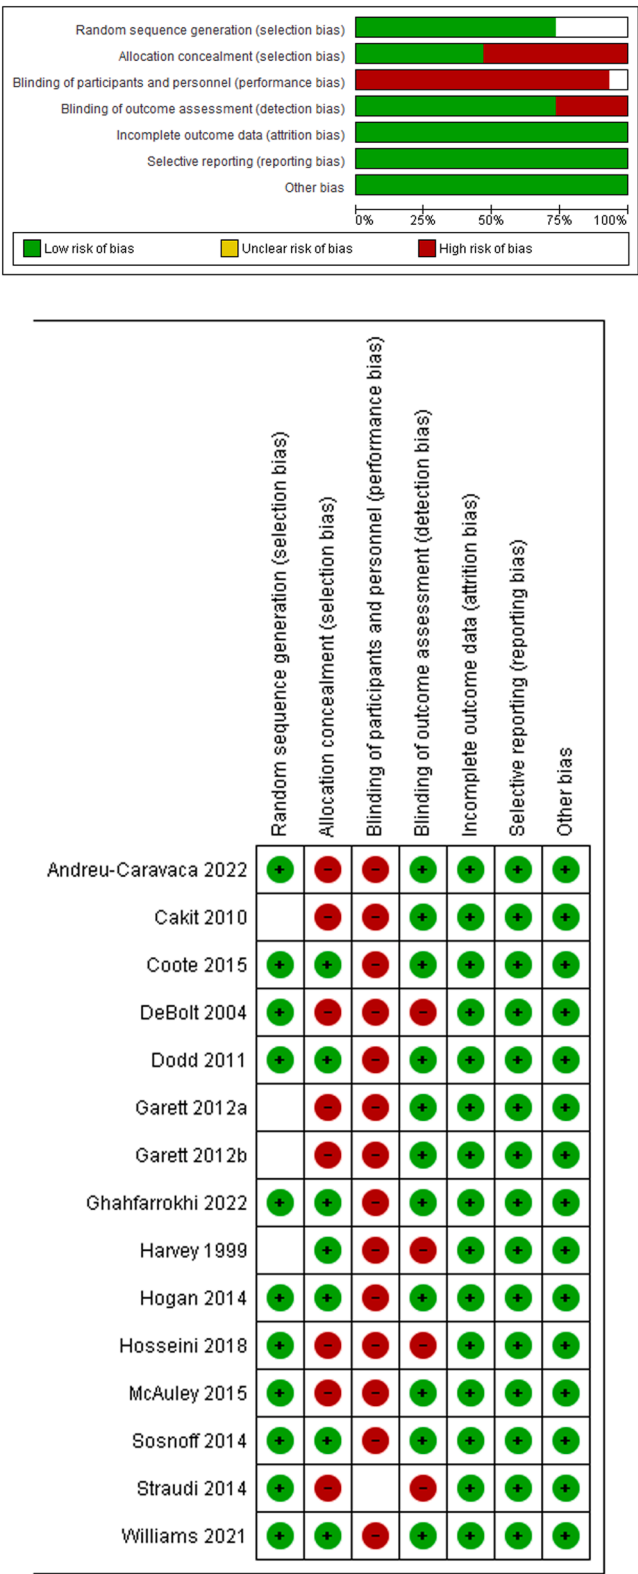 Random sequence generation (selection bias)
Allocation concealment (selection bias)
Blinding of participants and personnel (performance bias)
Blinding of outcome assessment (detection bias)
Incomplete outcome data (attrition bias)
Selective reporting (reporting bias)
Other bias
0% 25% 50% 75% 100%
Low risk of bias Unclear risk of bias High risk of bias
Random sequence generation (selection bias)
Allocation concealment (selection bias)
Blinding of participants and personnel (performance bias)
Blinding of outcome assessment (detection bias)
Incomplete outcome data (attrition bias)
Selective reporting (reporting bias)
Other bias
Andreu-Caravaca 2022 + - - + + + +
Cakit 2010 - - + + + +
Coote 2015 + + - + + + +
DeBolt 2004 + - - - + + +
Dodd 2011 + + - + + + +
Garett 2012a - - + + + +
Garett 2012b - - + + + +
Ghahfarrokhi 2022 + + - + + + +
Harvey 1999 + - - + + +
Hogan 2014 + + - + + + +
Hosseini 2018 + - - - + + +
McAuley 2015 + - - + + + +
Sosnoff 2014 + + - + + + +
Straudi 2014 + - - + + +
Williams 2021 + + - + + + +